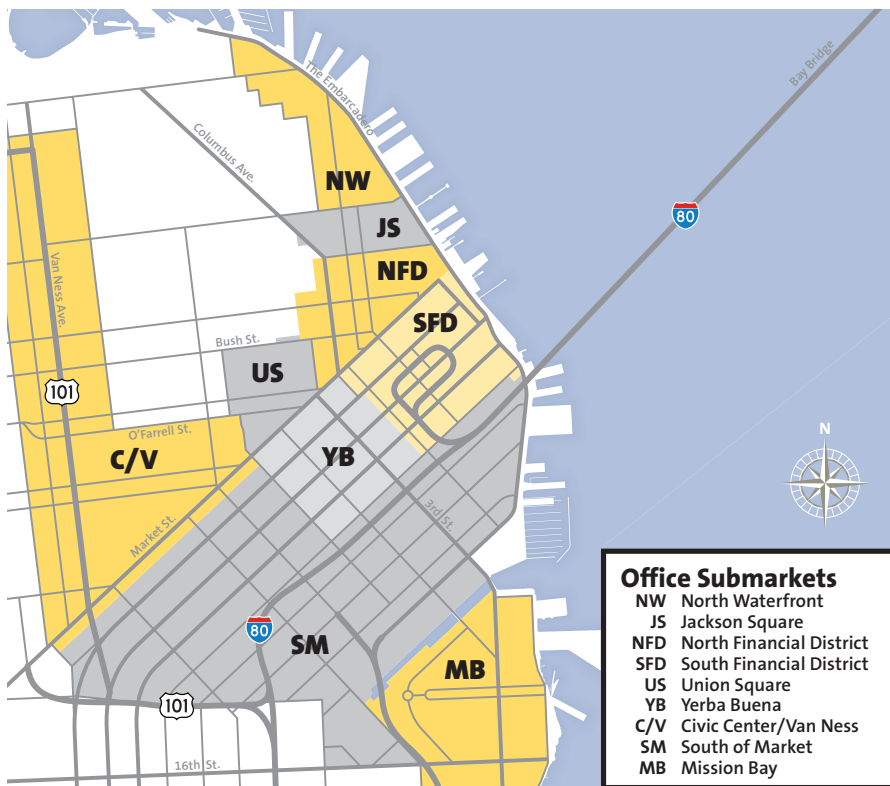 The Embarcadero
Bay Bridge
Columbus Ave.
NW
80
JS
Van Ness Ave.
NFD
SFD
Bush St.
US
101
O'Farrell St.
N
C/V
YB
3rd St.
Market St.
80
SM
MB
101
16th St.
Office Submarkets
NW North Waterfront
JS Jackson Square
NFD North Financial District
SFD South Financial District
US Union Square
YB Yerba Buena
C/V Civic Center/Van Ness
SM South of Market
MB Mission Bay